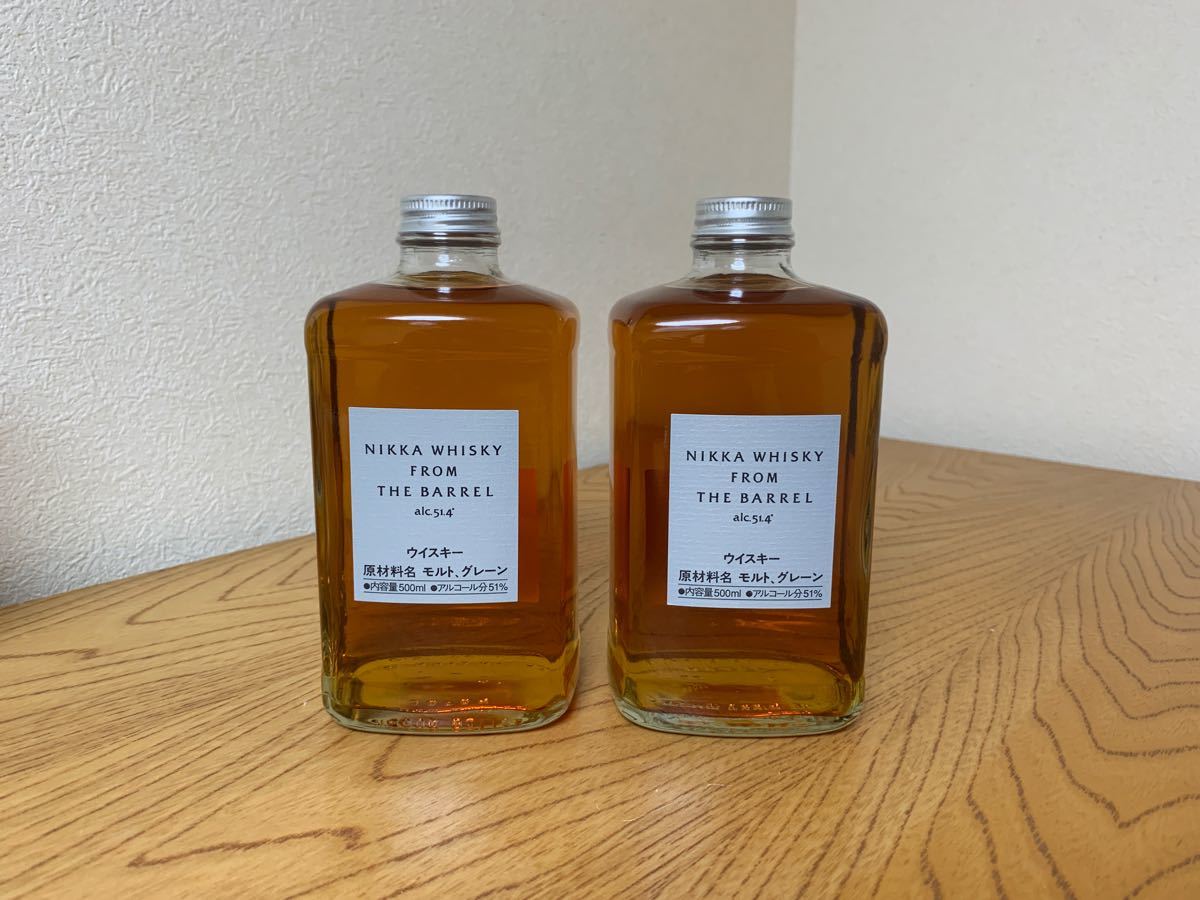 NIKKA WHISKY
FROM
THE BARREL
alc.51.4°
ウイスキー
原材料名 モルト、グレーン
●内容量500ml ●アルコール分51%
NIKKA WHISKY
FROM
THE BARREL
alc.51.4°
ウイスキー
原材料名 モルト、グレーン
●内容量500ml ●アルコール分51%